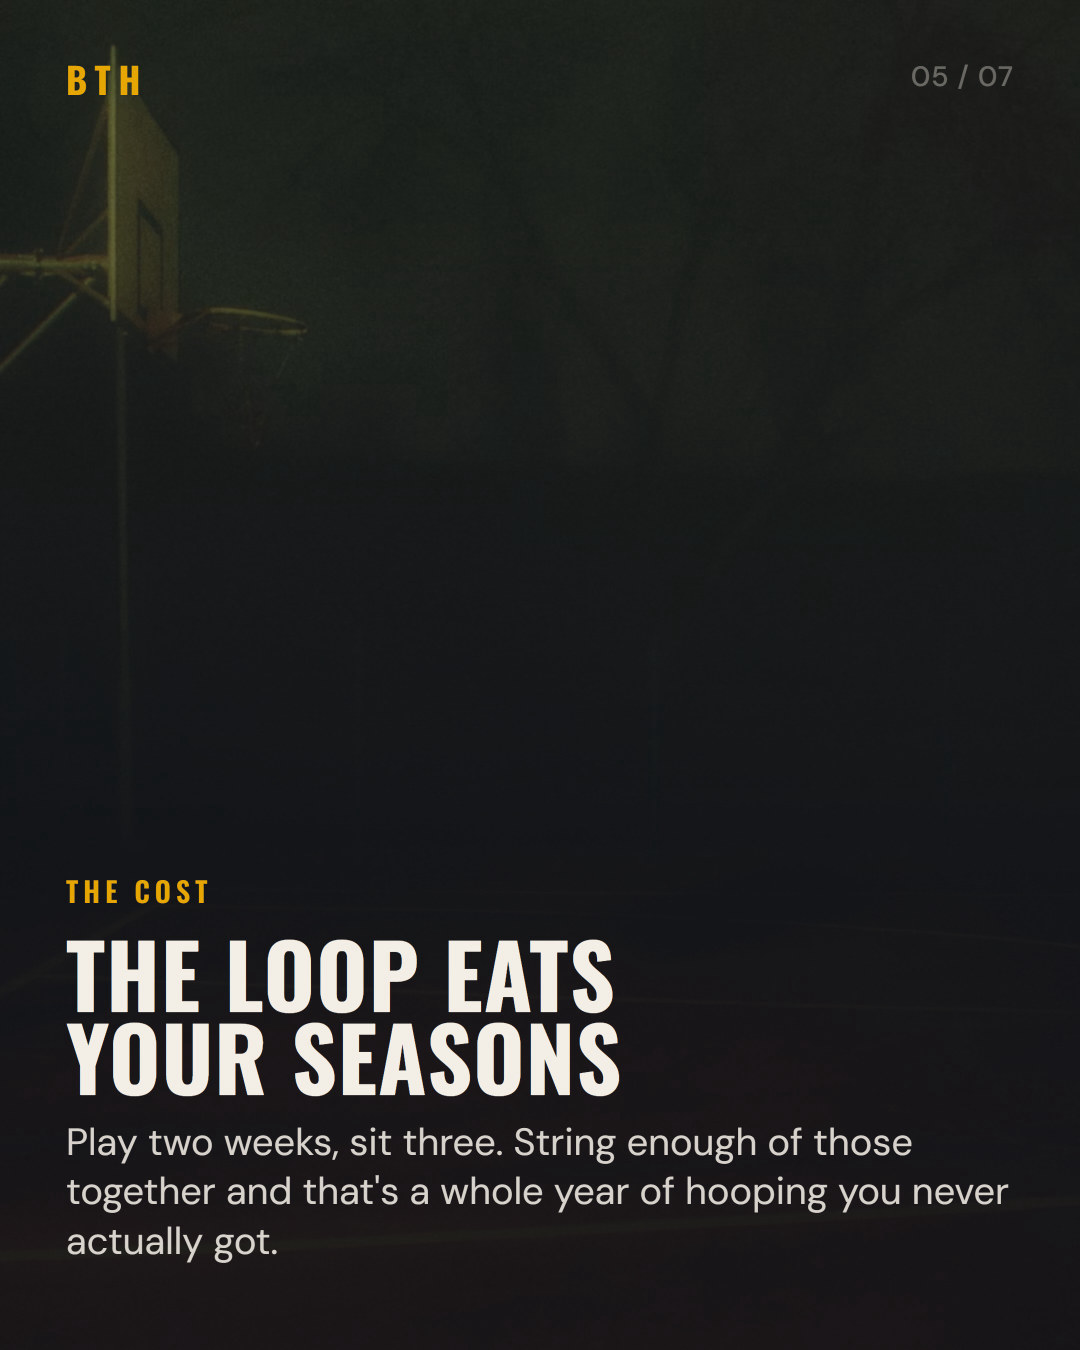 BTH
05 / 07
THE COST
THE LOOP EATS
YOUR SEASONS
Play two weeks, sit three. String enough of those
together and that's a whole year of hooping you never
actually got.